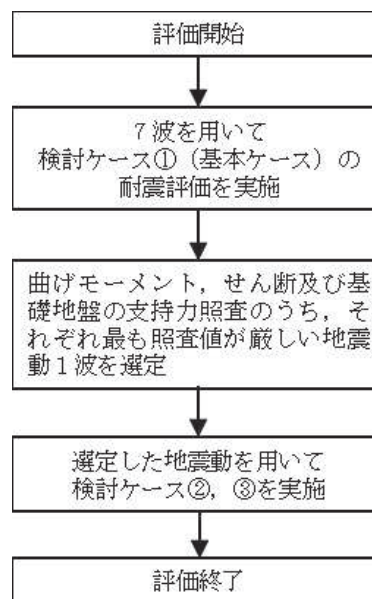 評価開始
7波を用いて
検討ケース①（基本ケース）の
耐震評価を実施
曲げモーメント，せん断及び基
礎地盤の支持力照査のうち，そ
れぞれ最も照査値が厳しい地震
動1波を選定
選定した地震動を用いて
検討ケース②，③を実施
評価終了